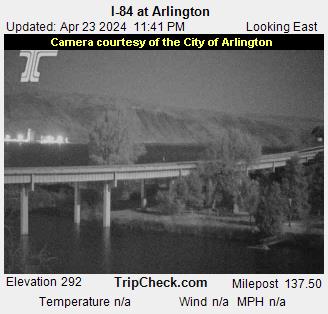 I-84 at Arlington
Updated: Apr 23 2024 11:41 PM Looking East
Camera courtesy of the City of Arlington
Elevation 292 TripCheck.com Milepost 137.50
Temperature n/a Wind n/a MPH n/a